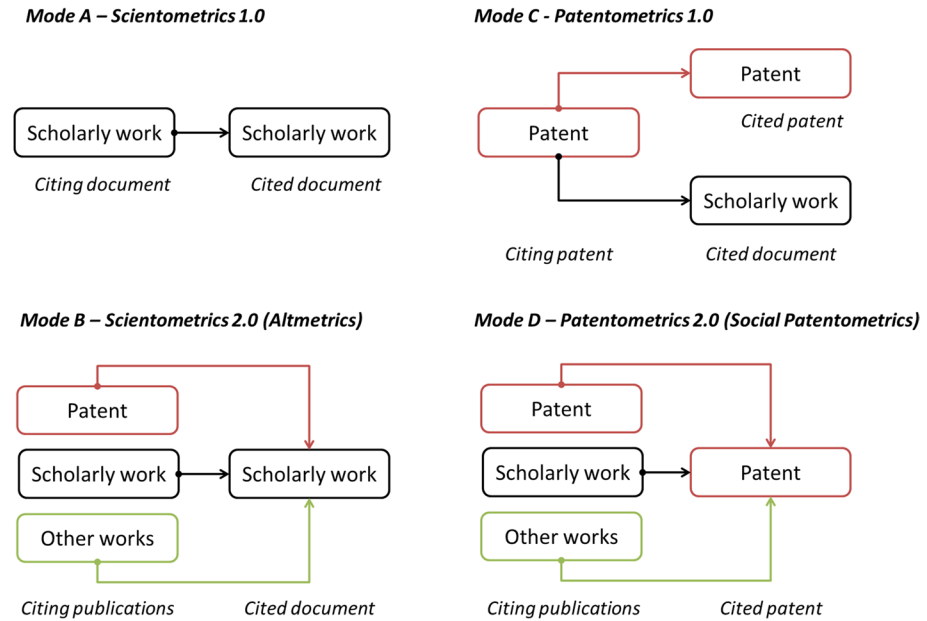 Mode A – Scientometrics 1.0
Scholarly work
Scholarly work
Citing document
Cited document
Mode C - Patentometrics 1.0
Patent
Cited patent
Patent
Scholarly work
Citing patent
Cited document
Mode B – Scientometrics 2.0 (Altmetrics)
Patent
Scholarly work
Scholarly work
Other works
Citing publications
Cited document
Mode D – Patentometrics 2.0 (Social Patentometrics)
Patent
Scholarly work
Patent
Other works
Citing publications
Cited patent